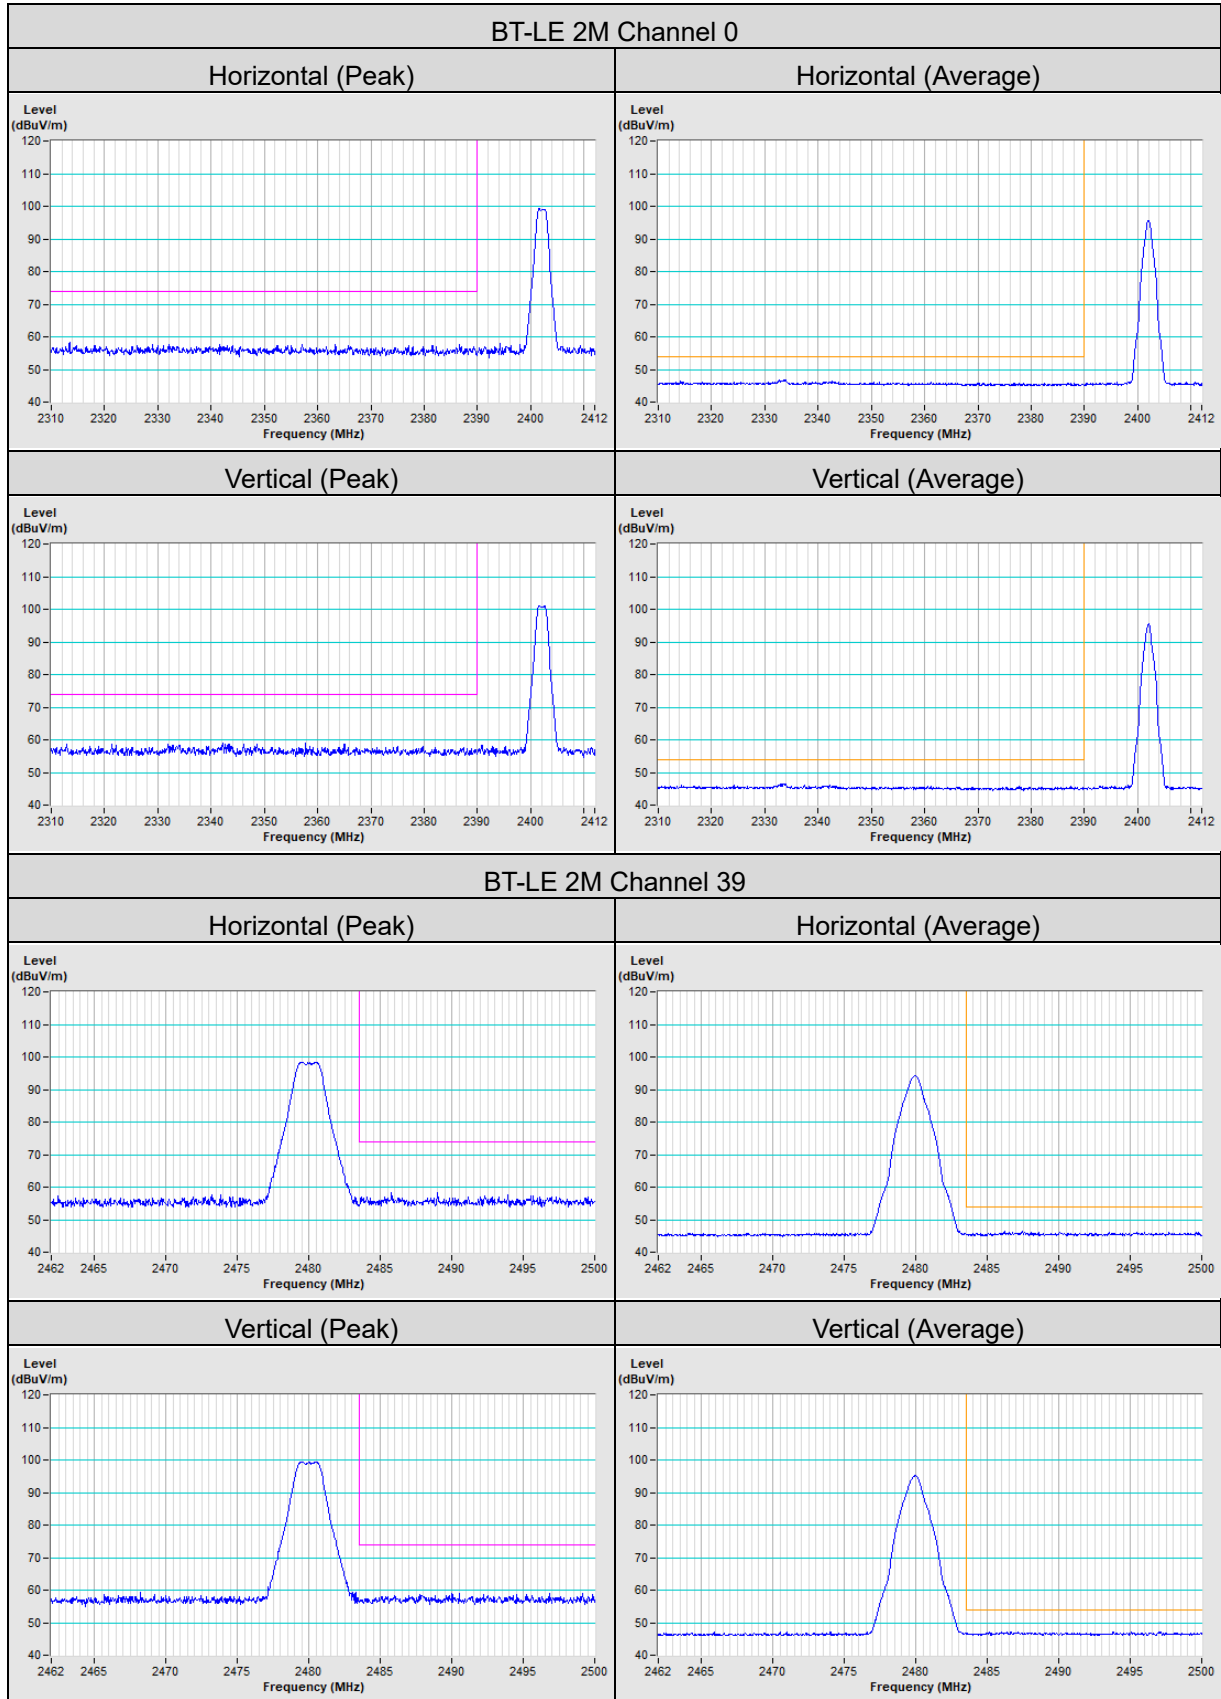 BT-LE 2M Channel 0
Horizontal (Peak) Horizontal (Average)
Level
(dBuV/m)
120
110
100
90
80
70
60
50
40
2310 2320 2330 2340 2350 2360 2370 2380 2390 2400 2412
Frequency (MHz)
Level
(dBuV/m)
120
110
100
90
80
70
60
50
40
2310 2320 2330 2340 2350 2360 2370 2380 2390 2400 2412
Frequency (MHz)
Vertical (Peak) Vertical (Average)
Level
(dBuV/m)
120
110
100
90
80
70
60
50
40
2310 2320 2330 2340 2350 2360 2370 2380 2390 2400 2412
Frequency (MHz)
Level
(dBuV/m)
120
110
100
90
80
70
60
50
40
2310 2320 2330 2340 2350 2360 2370 2380 2390 2400 2412
Frequency (MHz)
BT-LE 2M Channel 39
Horizontal (Peak) Horizontal (Average)
Level
(dBuV/m)
120
110
100
90
80
70
60
50
40
2462 2465 2470 2475 2480 2485 2490 2495 2500
Frequency (MHz)
Level
(dBuV/m)
120
110
100
90
80
70
60
50
40
2462 2465 2470 2475 2480 2485 2490 2495 2500
Frequency (MHz)
Vertical (Peak) Vertical (Average)
Level
(dBuV/m)
120
110
100
90
80
70
60
50
40
2462 2465 2470 2475 2480 2485 2490 2495 2500
Frequency (MHz)
Level
(dBuV/m)
120
110
100
90
80
70
60
50
40
2462 2465 2470 2475 2480 2485 2490 2495 2500
Frequency (MHz)